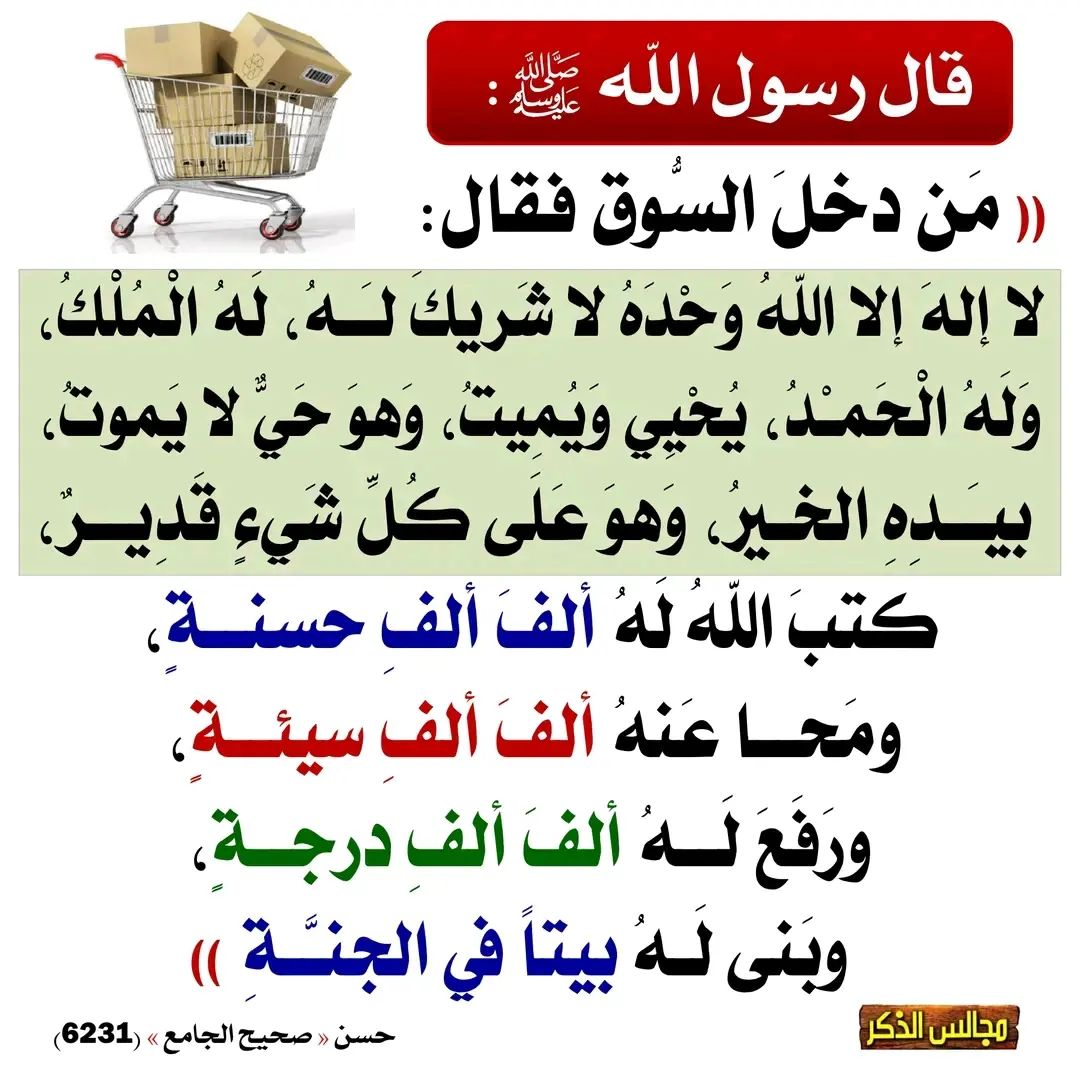 قال رسول الله ﷺ :
(( مَن دخلَ السُّوق فقال:
لا إلهَ إلا اللّهُ وَحْدَهُ لا شَريكَ لَـهُ، لَهُ الْمُلْكُ،
وَلَهُ الْحَمْـدُ، يُحْيِي وَيُمِيتُ، وَهوَ حَيٌّ لا يَموتُ،
بيَـدِهِ الخـيرُ، وَهوَ عَلَى كُلِّ شَيءٍ قَدِيـرٌ،
كتبَ اللّهُ لَهُ ألفَ ألفِ حسنـةٍ،
ومَحـا عَنهُ ألفَ ألفِ سيئـةٍ،
ورَفَعَ لَـهُ ألفَ ألفِ درجـةٍ،
وبَنى لَـهُ بيتاً في الجنَّـةِ ))
حسن « صحيح الجامع » (6231)
مجالس الذكر